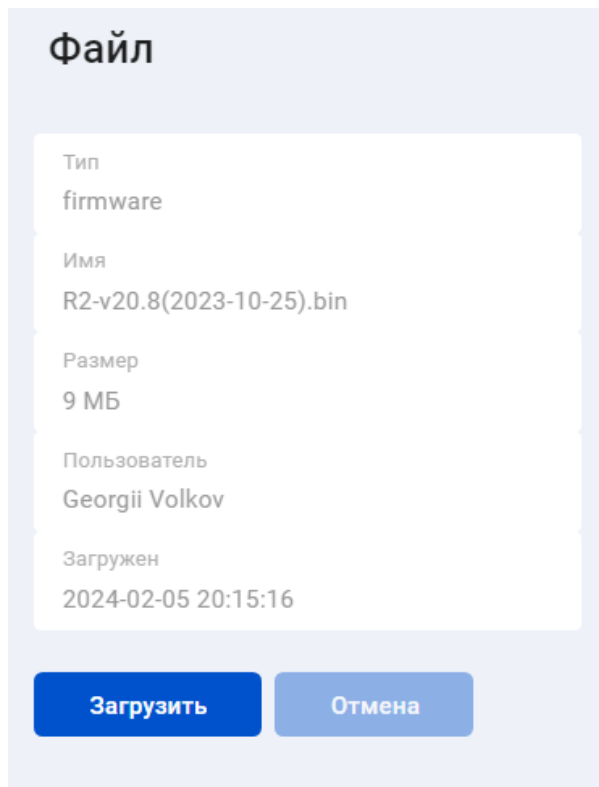 Файл
Тип
firmware
Имя
R2-v20.8(2023-10-25).bin
Размер
9 МБ
Пользователь
Georgii Volkov
Загружен
2024-02-05 20:15:16
Загрузить Отмена